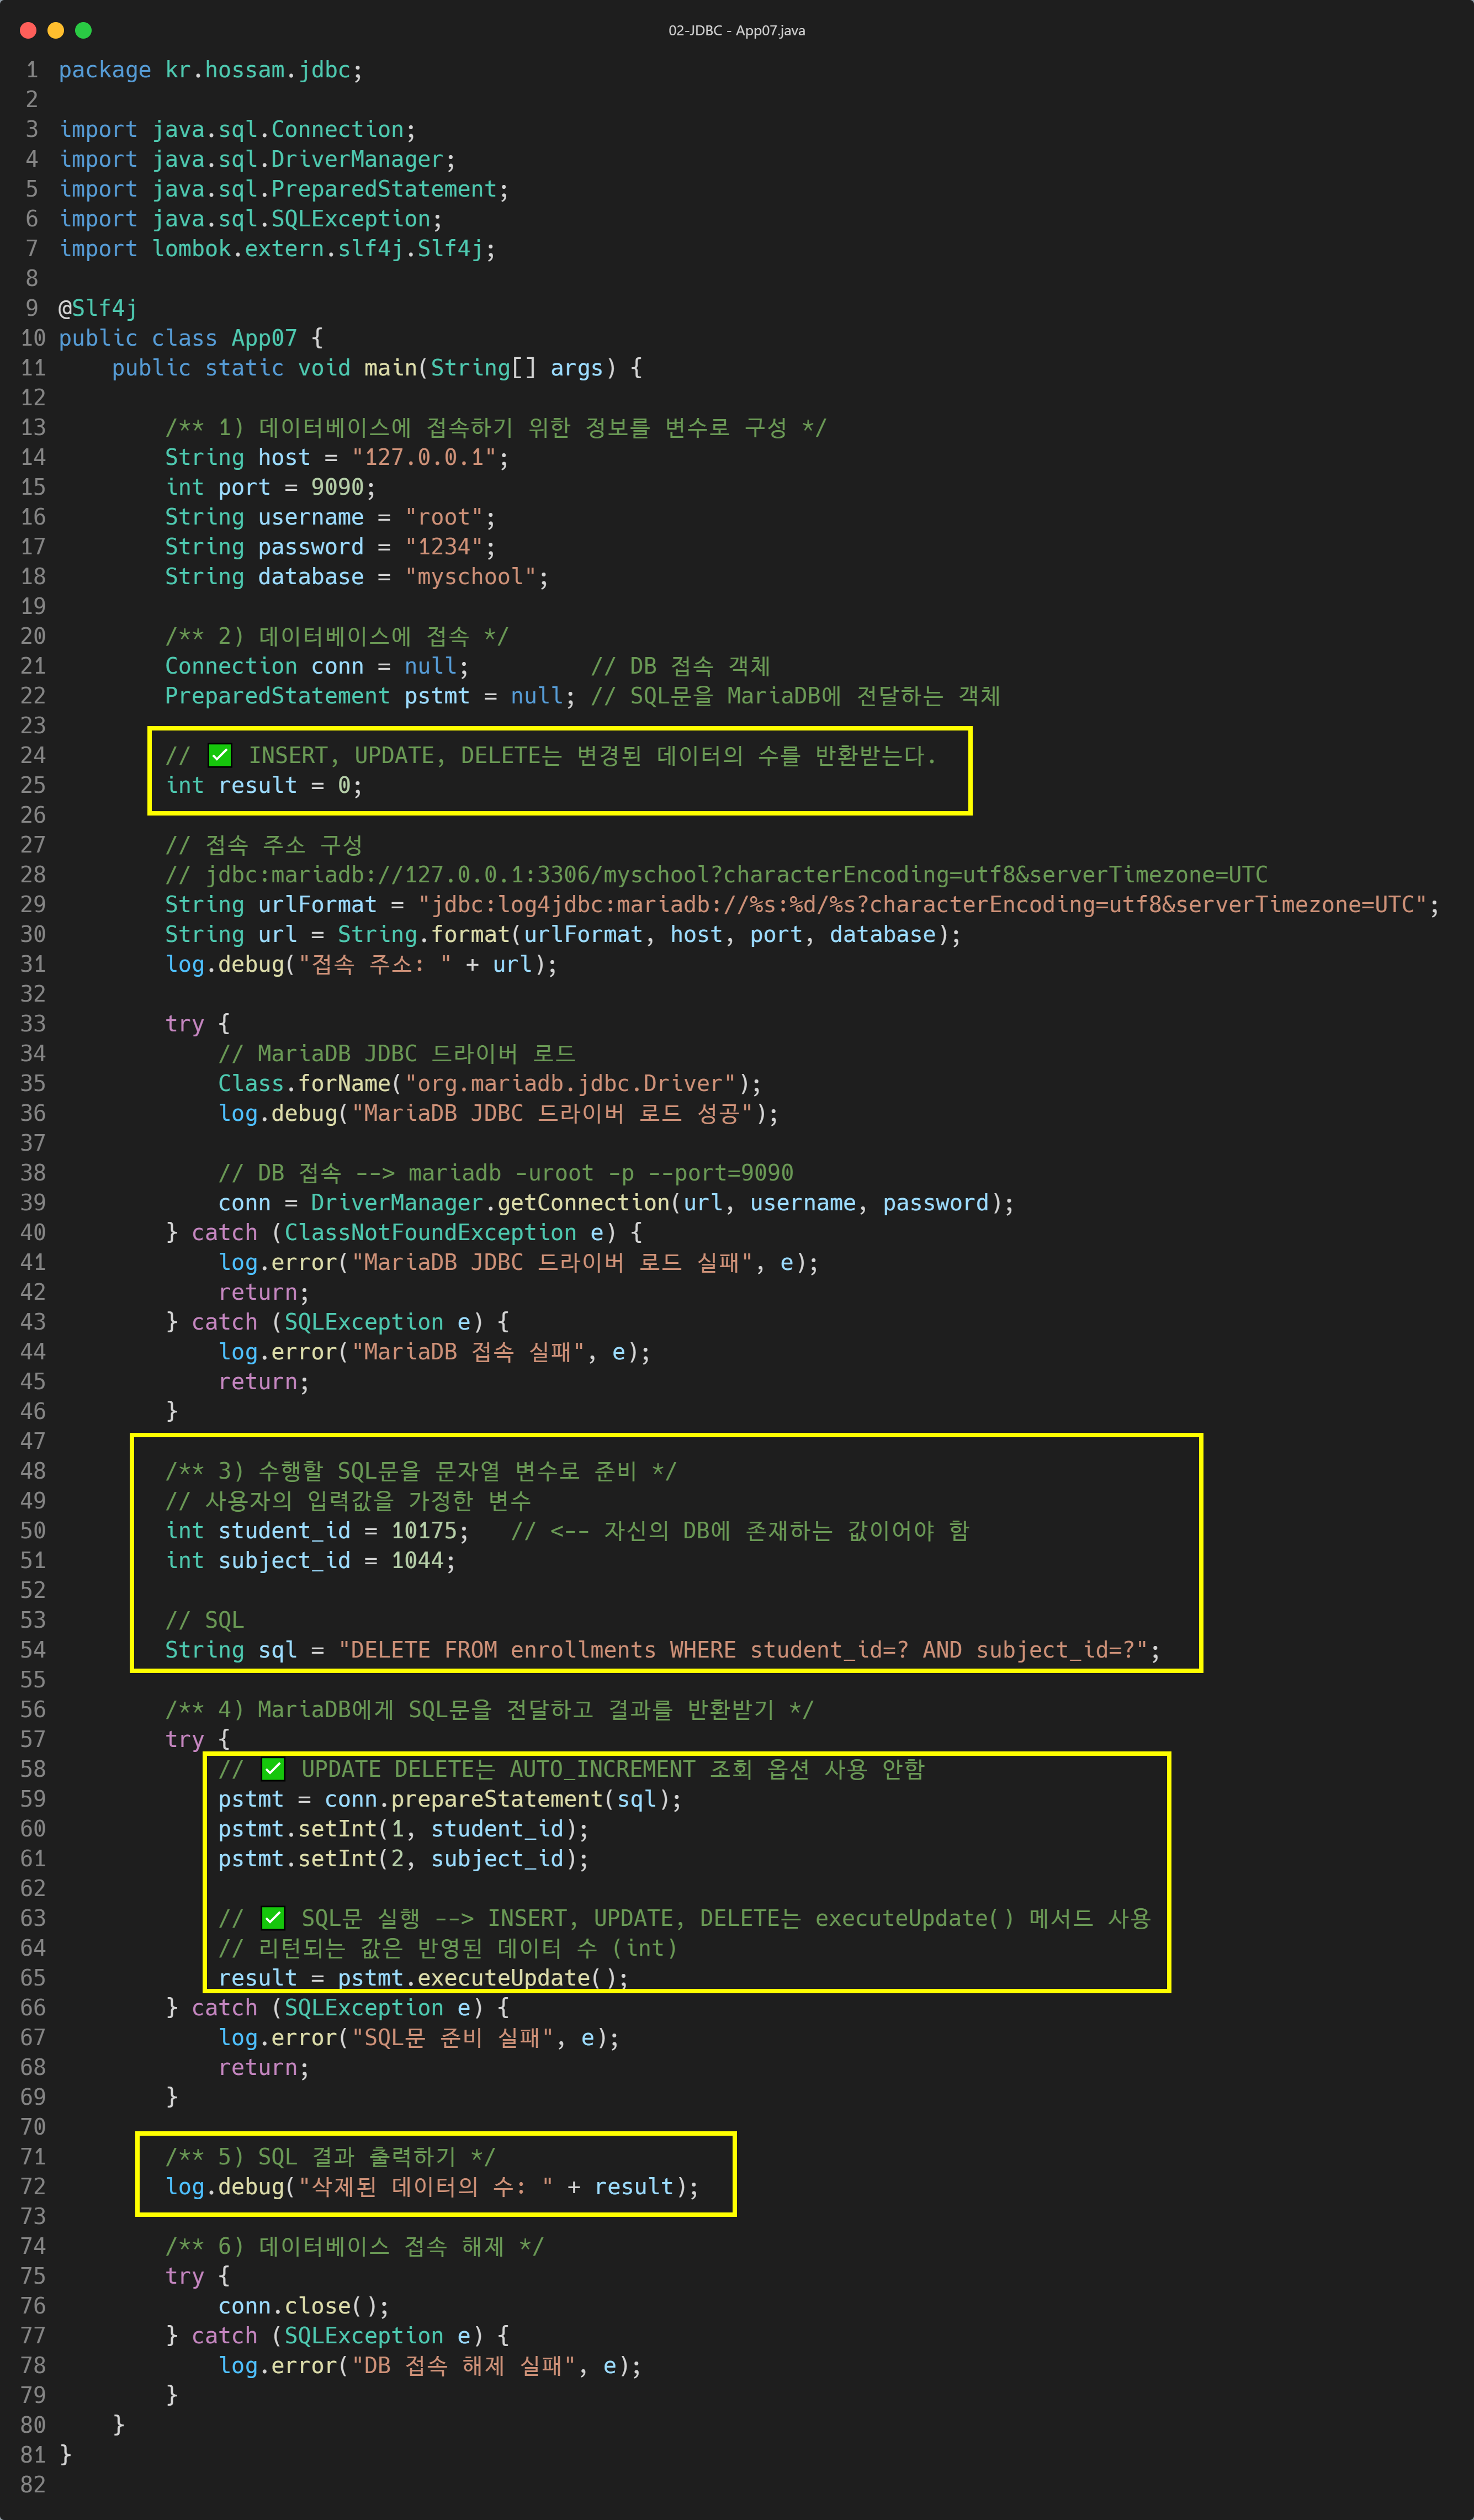 02-JDBC - App07.java
1 package kr.hossam.jdbc;
2
3 import java.sql.Connection;
4 import java.sql.DriverManager;
5 import java.sql.PreparedStatement;
6 import java.sql.SQLException;
7 import lombok.extern.slf4j.Slf4j;
8
9 @Slf4j
10 public class App07 {
11     public static void main(String[] args) {
12
13         /** 1) 데이터베이스에 접속하기 위한 정보를 변수로 구성 */
14         String host = "127.0.0.1";
15         int port = 9090;
16         String username = "root";
17         String password = "1234";
18         String database = "myschool";
19
20         /** 2) 데이터베이스에 접속 */
21         Connection conn = null;         // DB 접속 객체
22         PreparedStatement pstmt = null; // SQL문을 MariaDB에 전달하는 객체
23
24         // ✅ INSERT, UPDATE, DELETE는 변경된 데이터의 수를 반환받는다.
25         int result = 0;
26
27         // 접속 주소 구성
28         // jdbc:mariadb://127.0.0.1:3306/myschool?characterEncoding=utf8&serverTimezone=UTC
29         String urlFormat = "jdbc:log4jdbc:mariadb://%s:%d/%s?characterEncoding=utf8&serverTimezone=UTC";
30         String url = String.format(urlFormat, host, port, database);
31         log.debug("접속 주소: " + url);
32
33         try {
34             // MariaDB JDBC 드라이버 로드
35             Class.forName("org.mariadb.jdbc.Driver");
36             log.debug("MariaDB JDBC 드라이버 로드 성공");
37
38             // DB 접속 --> mariadb -uroot -p --port=9090
39             conn = DriverManager.getConnection(url, username, password);
40         } catch (ClassNotFoundException e) {
41             log.error("MariaDB JDBC 드라이버 로드 실패", e);
42             return;
43         } catch (SQLException e) {
44             log.error("MariaDB 접속 실패", e);
45             return;
46         }
47
48         /** 3) 수행할 SQL문을 문자열 변수로 준비 */
49         // 사용자의 입력값을 가정한 변수
50         int student_id = 10175;   // <-- 자신의 DB에 존재하는 값이어야 함
51         int subject_id = 1044;
52
53         // SQL
54         String sql = "DELETE FROM enrollments WHERE student_id=? AND subject_id=?";
55
56         /** 4) MariaDB에게 SQL문을 전달하고 결과를 반환받기 */
57         try {
58             // ✅ UPDATE DELETE는 AUTO_INCREMENT 조회 옵션 사용 안함
59             pstmt = conn.prepareStatement(sql);
60             pstmt.setInt(1, student_id);
61             pstmt.setInt(2, subject_id);
62
63             // ✅ SQL문 실행 --> INSERT, UPDATE, DELETE는 executeUpdate() 메서드 사용
64             // 리턴되는 값은 반영된 데이터 수 (int)
65             result = pstmt.executeUpdate();
66         } catch (SQLException e) {
67             log.error("SQL문 준비 실패", e);
68             return;
69         }
70
71         /** 5) SQL 결과 출력하기 */
72         log.debug("삭제된 데이터의 수: " + result);
73
74         /** 6) 데이터베이스 접속 해제 */
75         try {
76             conn.close();
77         } catch (SQLException e) {
78             log.error("DB 접속 해제 실패", e);
79         }
80     }
81 }
82